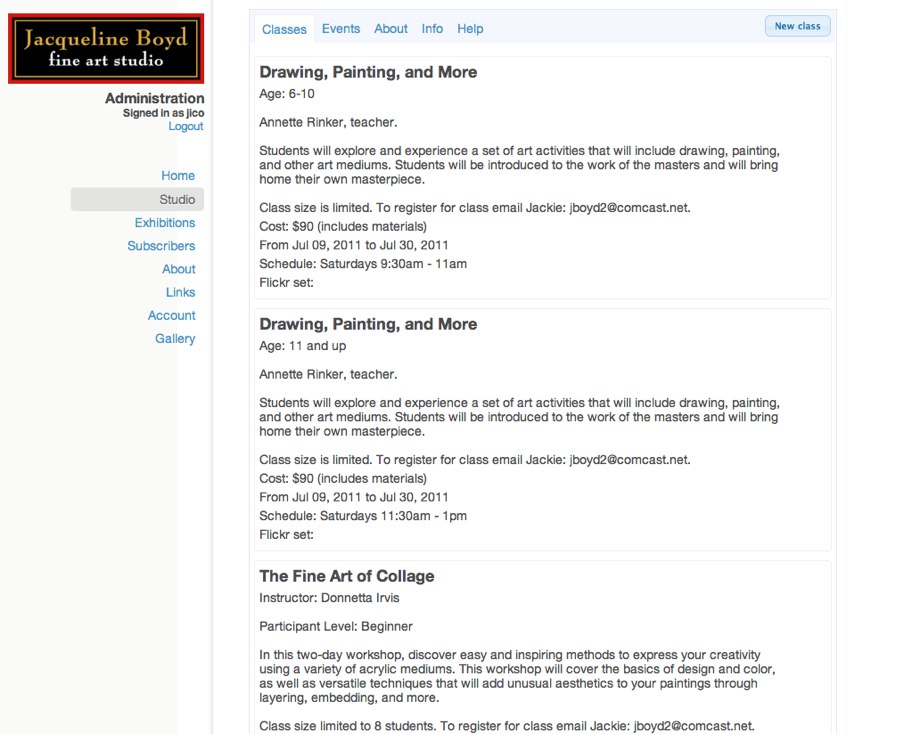 Jacqueline Boyd
fine art studio
Administration
Signed in as jico
Logout
Home
Studio
Exhibitions
Subscribers
About
Links
Account
Gallery
Classes Events About Info Help New class
Drawing, Painting, and More
Age: 6-10
Annette Rinker, teacher.
Students will explore and experience a set of art activities that will include drawing, painting,
and other art mediums. Students will be introduced to the work of the masters and will bring
home their own masterpiece.
Class size is limited. To register for class email Jackie: jboyd2@comcast.net.
Cost: $90 (includes materials)
From Jul 09, 2011 to Jul 30, 2011
Schedule: Saturdays 9:30am - 11am
Flickr set:
Drawing, Painting, and More
Age: 11 and up
Annette Rinker, teacher.
Students will explore and experience a set of art activities that will include drawing, painting,
and other art mediums. Students will be introduced to the work of the masters and will bring
home their own masterpiece.
Class size is limited. To register for class email Jackie: jboyd2@comcast.net.
Cost: $90 (includes materials)
From Jul 09, 2011 to Jul 30, 2011
Schedule: Saturdays 11:30am - 1pm
Flickr set:
The Fine Art of Collage
Instructor: Donnetta Irvis
Participant Level: Beginner
In this two-day workshop, discover easy and inspiring methods to express your creativity
using a variety of acrylic mediums. This workshop will cover the basics of design and color,
as well as versatile techniques that will add unusual aesthetics to your paintings through
layering, embedding, and more.
Class size limited to 8 students. To register for class email Jackie: jboyd2@comcast.net.